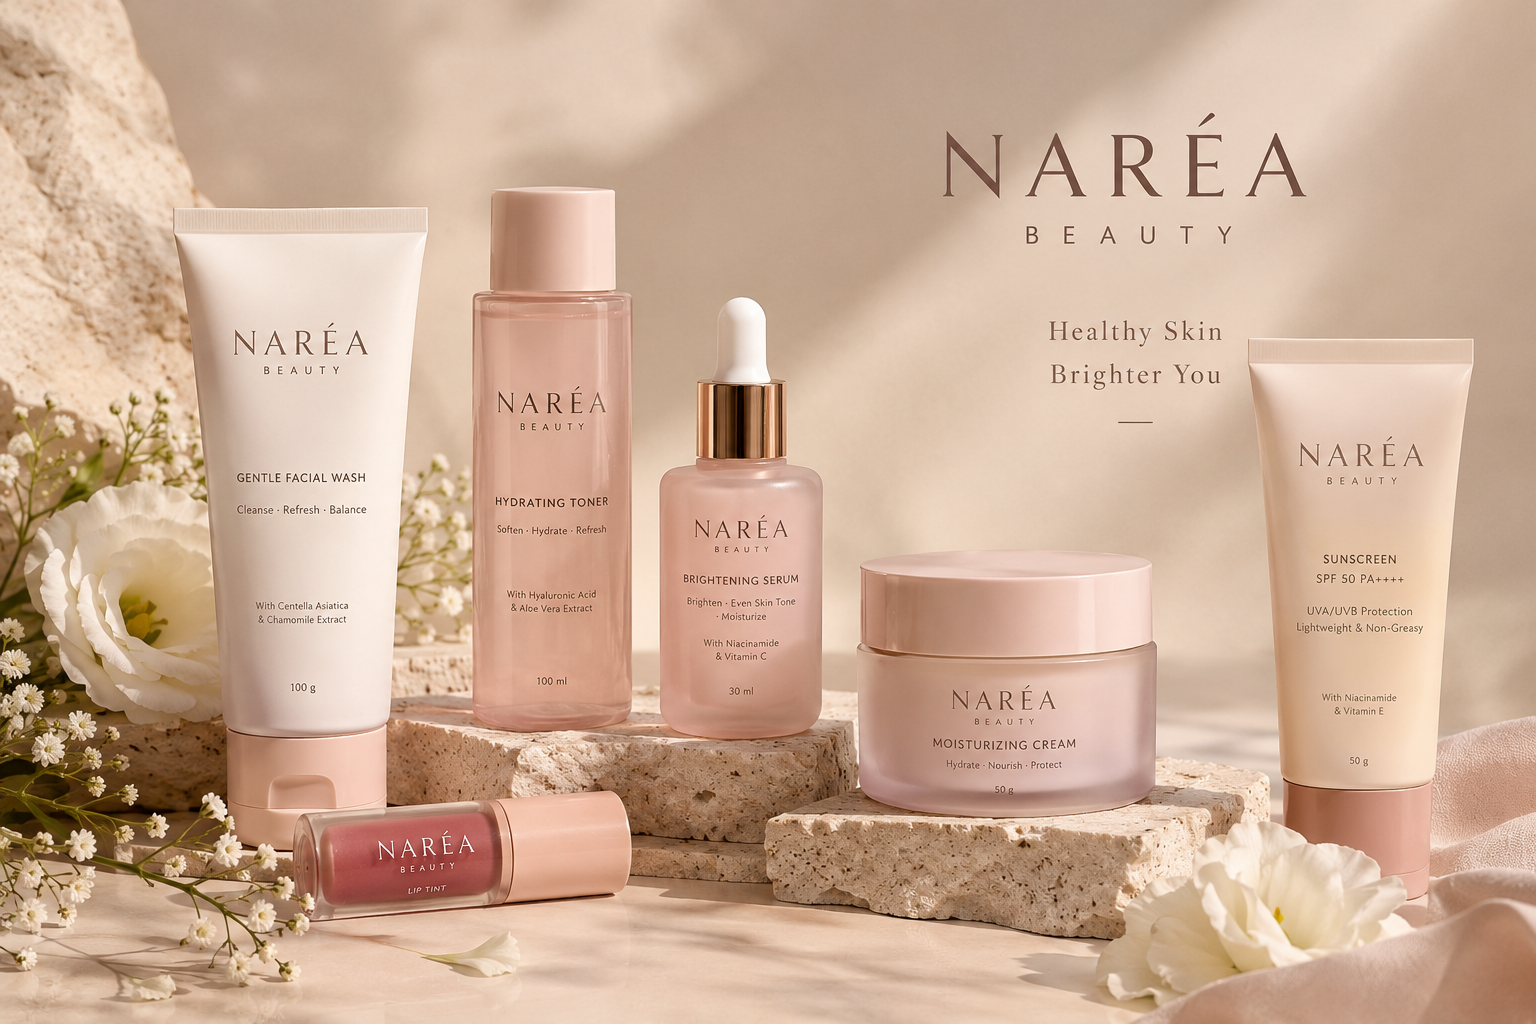 NARÉA
BEAUTY
Healthy Skin
Brighter You
NARÉA
BEAUTY
GENTLE FACIAL WASH
Cleanse · Refresh · Balance
With Centella Asiatica
& Chamomile Extract
100 g
NARÉA
BEAUTY
HYDRATING TONER
Soften · Hydrate · Refresh
With Hyaluronic Acid
& Aloe Vera Extract
100 ml
NARÉA
BEAUTY
BRIGHTENING SERUM
Brighten · Even Skin Tone
· Moisturize
With Niacinamide
& Vitamin C
30 ml
NARÉA
BEAUTY
MOISTURIZING CREAM
Hydrate · Nourish · Protect
50 g
NARÉA
BEAUTY
SUNSCREEN
SPF 50 PA++++
UVA/UVB Protection
Lightweight & Non-Greasy
With Niacinamide
& Vitamin E
50 g
NARÉA
BEAUTY
LIP TINT